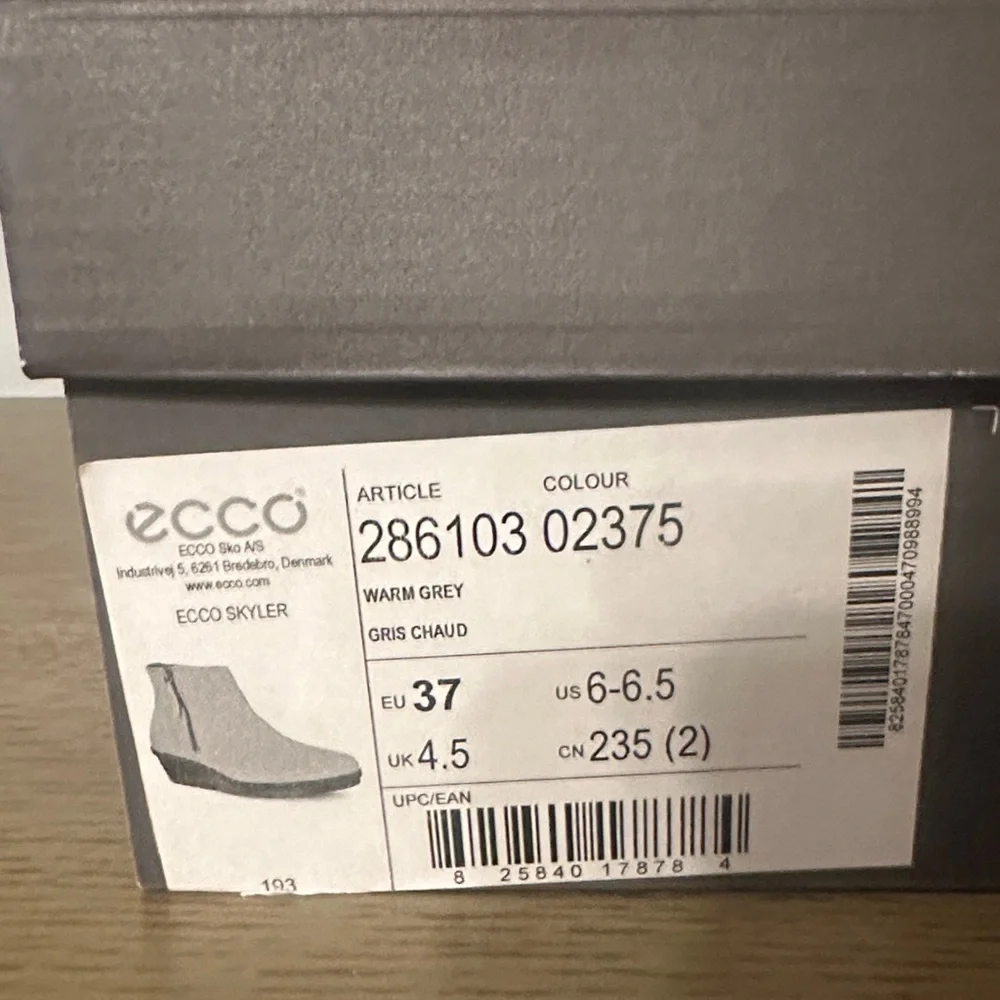 ecco
ECCO Sko A/S
Industrivej 5, 6261 Bredebro, Denmark
www.ecco.com
ECCO SKYLER
193
ARTICLE COLOUR
286103 02375
WARM GREY
GRIS CHAUD
EU 37 US 6-6.5
UK 4.5 CN 235 (2)
UPC/EAN
8 25840 17878 4
825840178784700047098​8994